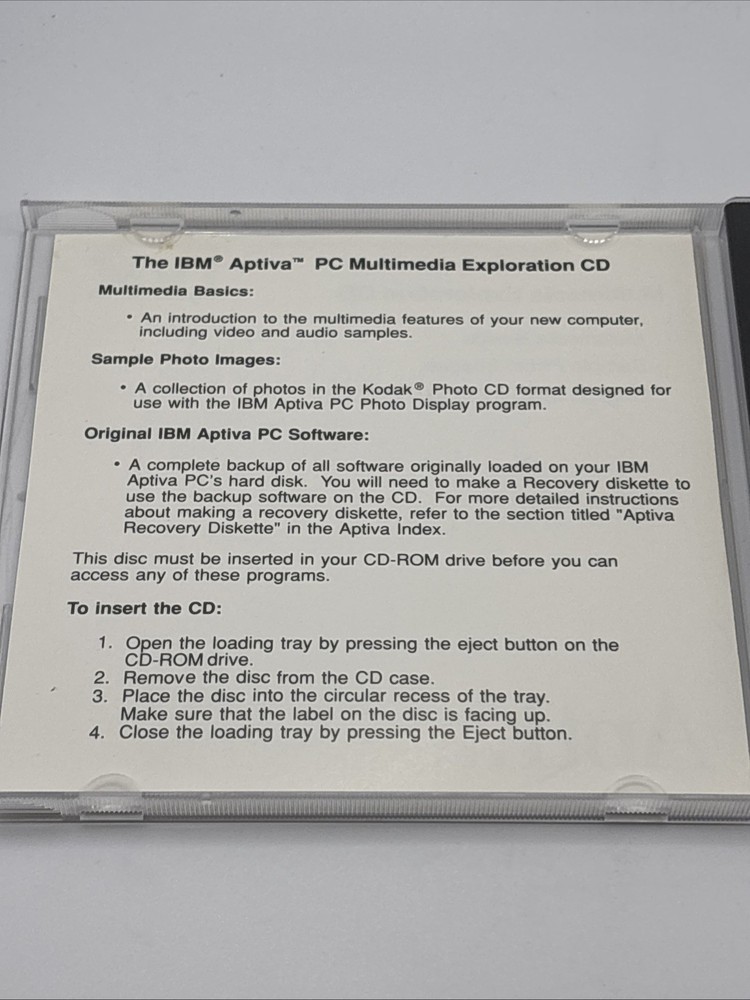 The IBM® Aptiva™ PC Multimedia Exploration CD
Multimedia Basics:
• An introduction to the multimedia features of your new computer,
including video and audio samples.
Sample Photo Images:
• A collection of photos in the Kodak® Photo CD format designed for
use with the IBM Aptiva PC Photo Display program.
Original IBM Aptiva PC Software:
• A complete backup of all software originally loaded on your IBM
Aptiva PC's hard disk. You will need to make a Recovery diskette to
use the backup software on the CD. For more detailed instructions
about making a recovery diskette, refer to the section titled "Aptiva
Recovery Diskette" in the Aptiva Index.
This disc must be inserted in your CD-ROM drive before you can
access any of these programs.
To insert the CD:
1. Open the loading tray by pressing the eject button on the
CD-ROM drive.
2. Remove the disc from the CD case.
3. Place the disc into the circular recess of the tray.
Make sure that the label on the disc is facing up.
4. Close the loading tray by pressing the Eject button.